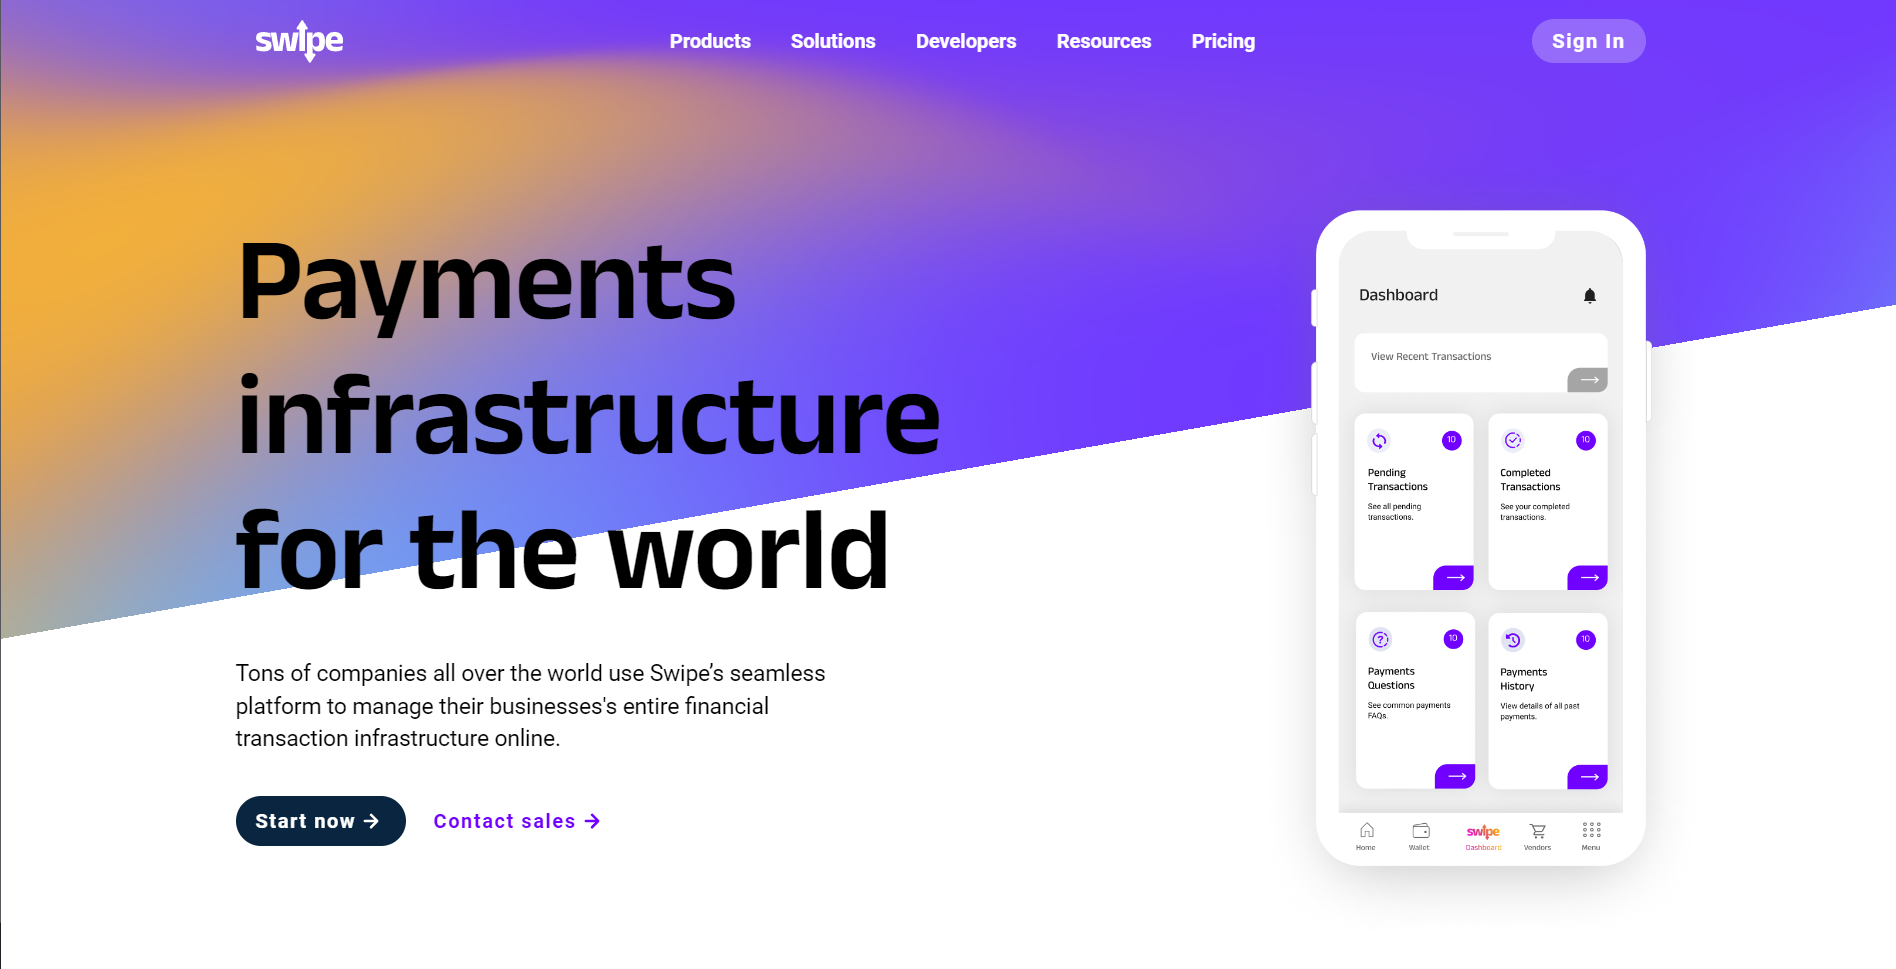 swipe
Products
Solutions
Developers
Resources
Pricing
Sign In
Payments
infrastructure
for the world
Tons of companies all over the world use Swipe’s seamless
platform to manage their businesses's entire financial
transaction infrastructure online.
Start now
Contact sales
Dashboard
View Recent Transactions
10
Pending
Transactions
See all pending
transactions.
10
Completed
Transactions
See your completed
transactions.
10
Payments
Questions
See common payments
FAQs.
10
Payments
History
View details of all past
payments.
Home
Wallet
swipe
Dashboard
Vendors
Menu